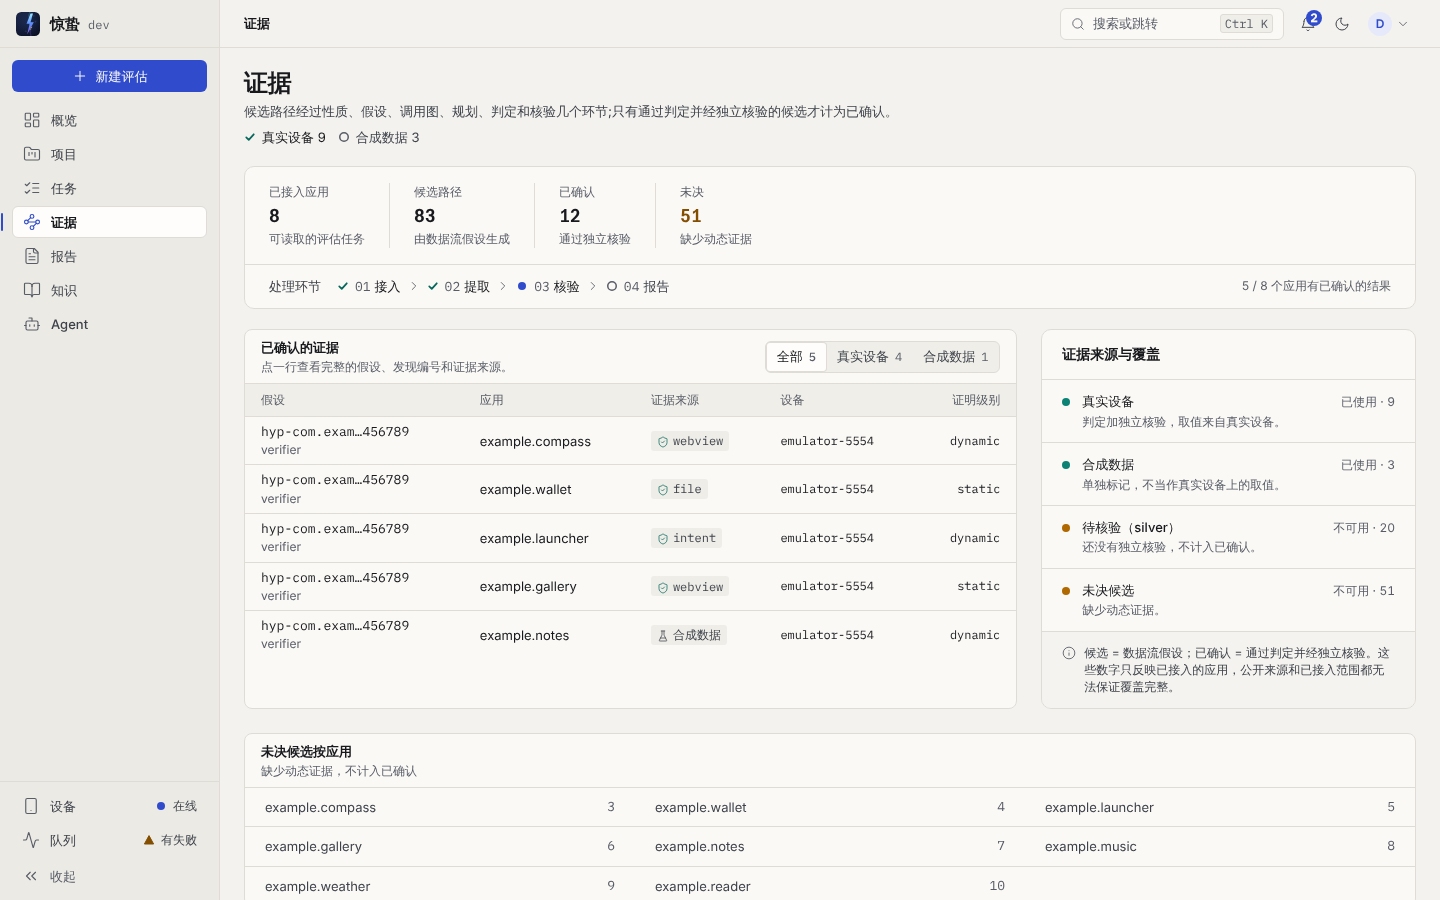 惊蛰 dev
证据
搜索或跳转 Ctrl K
2
D
新建评估
概览
项目
任务
证据
报告
知识
Agent
设备 在线
队列 有失败
收起
证据
候选路径经过性质、假设、调用图、规划、判定和核验几个环节;只有通过判定并经独立核验的候选才计为已确认。
真实设备 9 合成数据 3
已接入应用 候选路径 已确认 未决
8 83 12 51
可读取的评估任务 由数据流假设生成 通过独立核验 缺少动态证据
处理环节 01 接入 02 提取 03 核验 04 报告 5 / 8 个应用有已确认的结果
已确认的证据
点一行查看完整的假设、发现编号和证据来源。
全部 5 真实设备 4 合成数据 1
假设 应用 证据来源 设备 证明级别
hyp-com.exam…456789
verifier
example.compass webview emulator-5554 dynamic
hyp-com.exam…456789
verifier
example.wallet file emulator-5554 static
hyp-com.exam…456789
verifier
example.launcher intent emulator-5554 dynamic
hyp-com.exam…456789
verifier
example.gallery webview emulator-5554 static
hyp-com.exam…456789
verifier
example.notes 合成数据 emulator-5554 dynamic
证据来源与覆盖
真实设备 已使用 · 9
判定加独立核验，取值来自真实设备。
合成数据 已使用 · 3
单独标记，不当作真实设备上的取值。
待核验（silver） 不可用 · 20
还没有独立核验，不计入已确认。
未决候选 不可用 · 51
缺少动态证据。
候选 = 数据流假设；已确认 = 通过判定并经独立核验。这
些数字只反映已接入的应用，公开来源和已接入范围都无
法保证覆盖完整。
未决候选按应用
缺少动态证据，不计入已确认
example.compass 3 example.wallet 4 example.launcher 5
example.gallery 6 example.notes 7 example.music 8
example.weather 9 example.reader 10